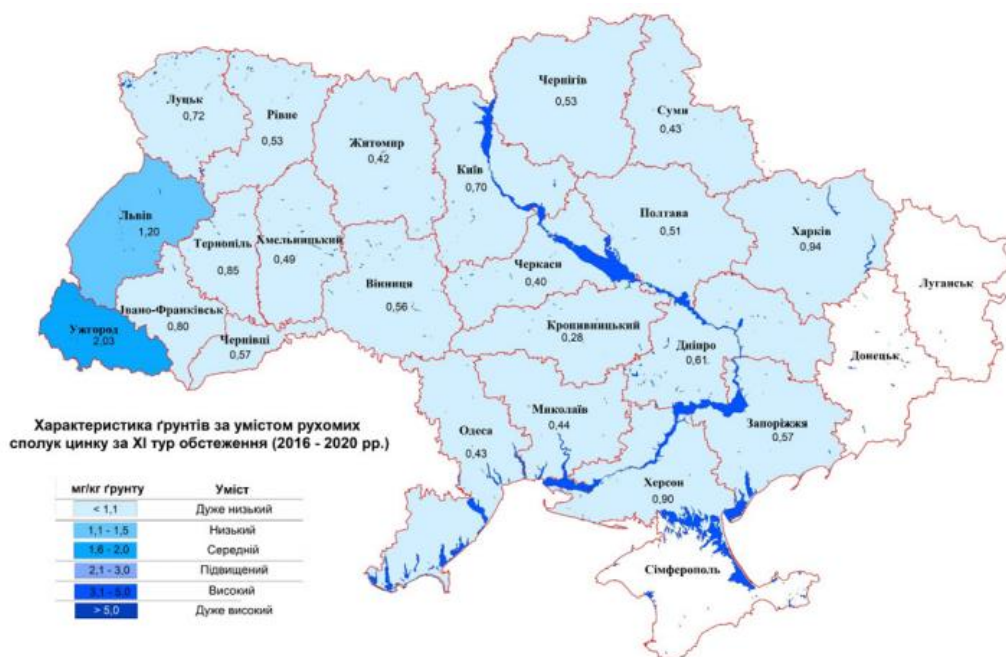 Чернігів
0,53
Суми
0,43
Луцьк
0,72
Рівне
0,53
Житомир
0,42
Київ
0,70
Львів
1,20
Тернопіль
0,85
Хмельницький
0,49
Полтава
0,51
Харків
0,94
Черкаси
0,40
Вінниця
0,56
Луганськ
Івано-Франківськ
0,80
Ужгород
2,03
Чернівці
0,57
Кропивницький
0,28
Дніпро
0,61
Донецьк
Миколаїв
0,44
Одеса
0,43
Запоріжжя
0,57
Херсон
0,90
Сімферополь
Характеристика ґрунтів за умістом рухомих
сполук цинку за XI тур обстеження (2016 - 2020 рр.)
мг/кг ґрунту Уміст
< 1,1 Дуже низький
1,1 - 1,5 Низький
1,6 - 2,0 Середній
2,1 - 3,0 Підвищений
3,1 - 5,0 Високий
> 5,0 Дуже високий